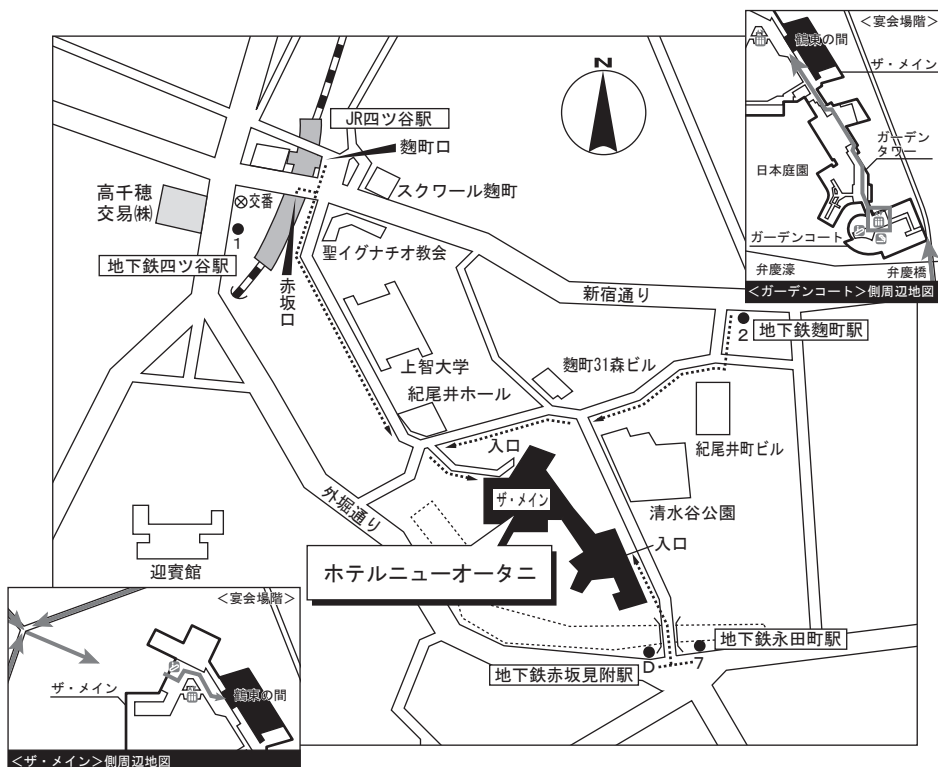 <宴会場階>
鶴東の間
ザ・メイン
ガーデン
タワー
日本庭園
ガーデンコート
弁慶濠
弁慶橋
<ガーデンコート>側周辺地図
N
JR四ツ谷駅
麴町口
スクワール麴町
高千穂
交易㈱
交番
1
地下鉄四ツ谷駅
赤坂口
聖イグナチオ教会
新宿通り
2
地下鉄麴町駅
上智大学
紀尾井ホール
麴町31森ビル
入口
紀尾井町ビル
ザ・メイン
清水谷公園
外堀通り
入口
ホテルニューオータニ
迎賓館
地下鉄永田町駅
7
D
地下鉄赤坂見附駅
<宴会場階>
ザ・メイン
鶴東の間
<ザ・メイン>側周辺地図